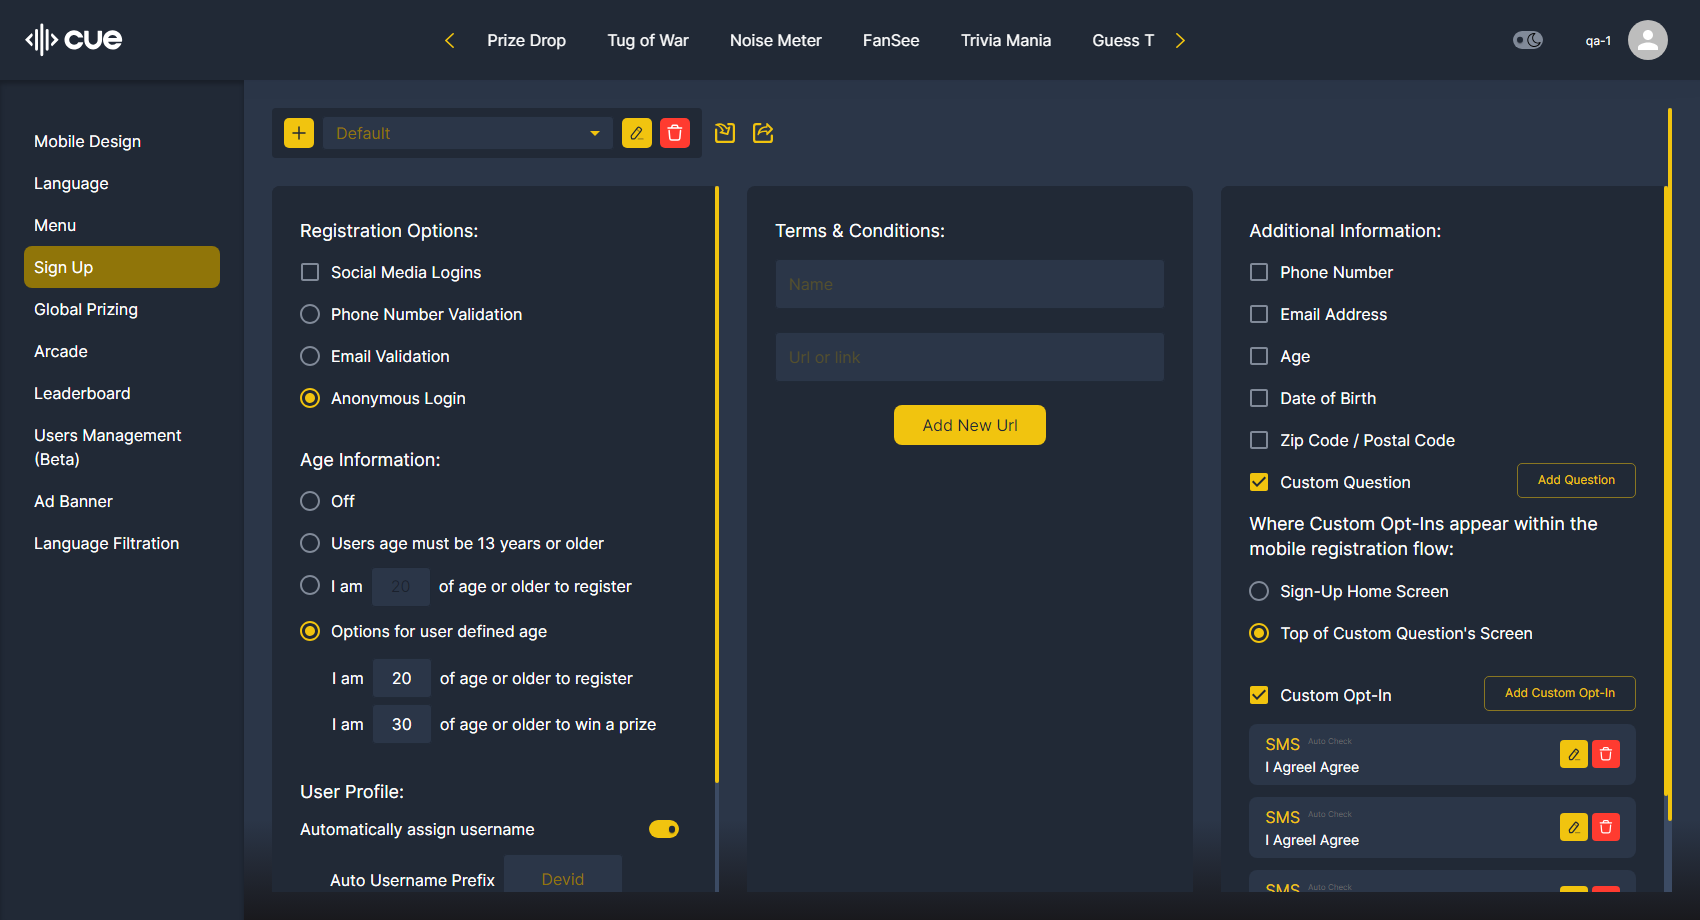 cue
Prize Drop
Tug of War
Noise Meter
FanSee
Trivia Mania
Guess T
qa-1
Mobile Design
Language
Menu
Sign Up
Global Prizing
Arcade
Leaderboard
Users Management
(Beta)
Ad Banner
Language Filtration
Default
Registration Options:
Social Media Logins
Phone Number Validation
Email Validation
Anonymous Login
Age Information:
Off
Users age must be 13 years or older
I am 20 of age or older to register
Options for user defined age
I am 20 of age or older to register
I am 30 of age or older to win a prize
User Profile:
Automatically assign username
Auto Username Prefix Devid
Terms & Conditions:
Name
Url or link
Add New Url
Additional Information:
Phone Number
Email Address
Age
Date of Birth
Zip Code / Postal Code
Custom Question Add Question
Where Custom Opt-Ins appear within the
mobile registration flow:
Sign-Up Home Screen
Top of Custom Question's Screen
Custom Opt-In Add Custom Opt-In
SMS Auto Check
I AgreeI Agree
SMS Auto Check
I AgreeI Agree
SMS Auto Check